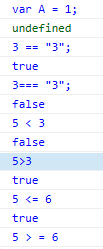 var A = 1;
undefined
3 == "3";
true
3=== "3";
false
5 < 3
false
5>3
true
5 <= 6
true
5 > = 6